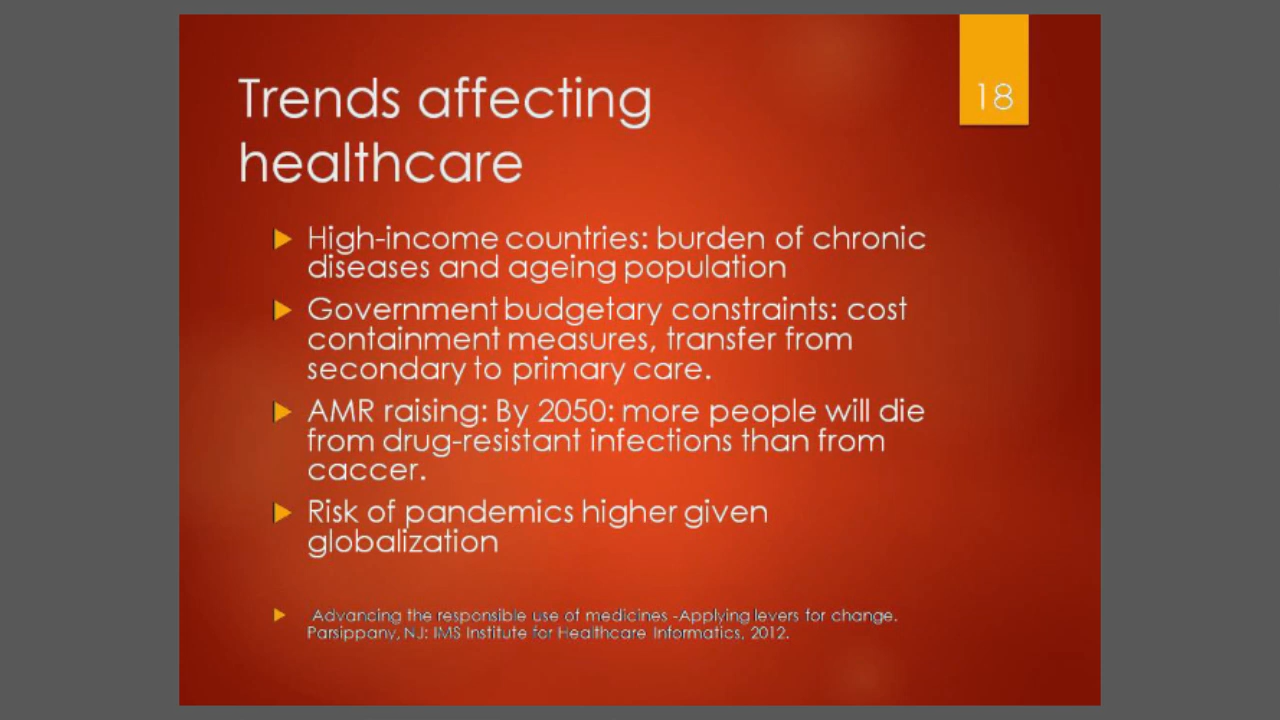 18
Trends affecting
healthcare
High-income countries: burden of chronic
diseases and ageing population
Government budgetary constraints: cost
containment measures, transfer from
secondary to primary care.
AMR raising: By 2050: more people will die
from drug-resistant infections than from
caccer.
Risk of pandemics higher given
globalization
Advancing the responsible use of medicines -Applying levers for change.
Parsippany, NJ: IMS Institute for Healthcare Informatics, 2012.